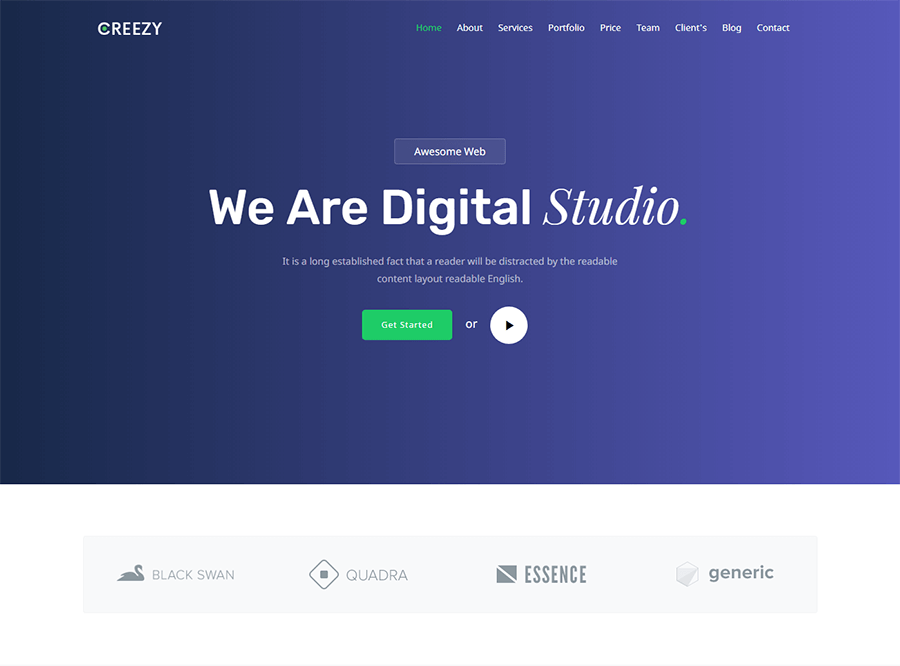 CREEZY
Home About Services Portfolio Price Team Client's Blog Contact
Awesome Web
We Are Digital Studio.
It is a long established fact that a reader will be distracted by the readable
content layout readable English.
Get Started or
BLACK SWAN QUADRA ESSENCE generic